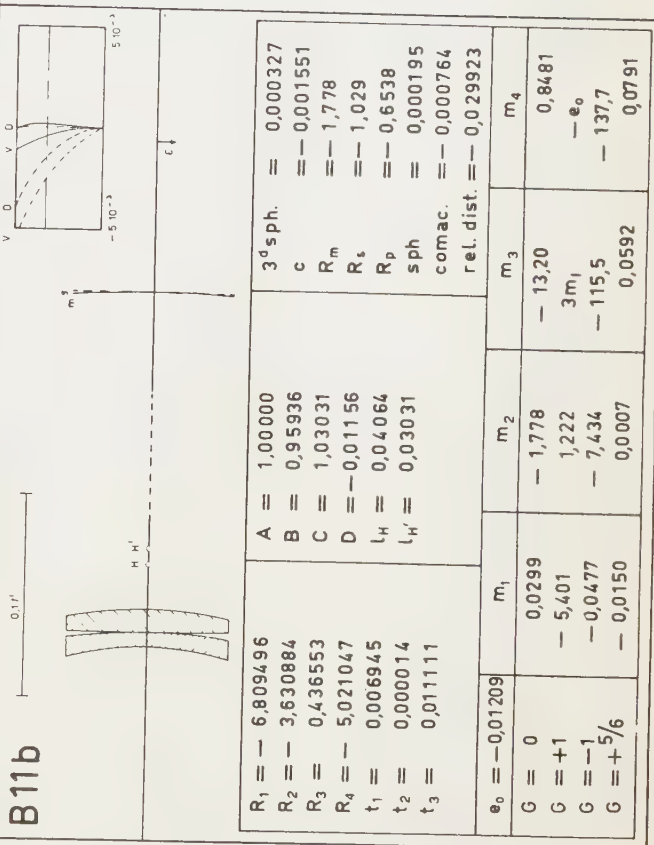 B11b
0,1f'
H H'
m s
ε
V D V D
− 5 10⁻³ 5 10⁻³
R₁ = − 6,809496
R₂ = − 3,630884
R₃ = 0,436553
R₄ = − 5,021047
t₁ = 0,006945
t₂ = 0,000014
t₃ = 0,011111
A = 1,00000
B = 0,95936
C = 1,03031
D = − 0,01156
l_H = 0,04064
l_H' = 0,03031
3ᵈ sph. = 0,000327
c = − 0,001551
Rₘ = − 1,778
Rₛ = − 1,029
Rₚ = − 0,6538
sph = 0,000195
comac. = − 0,000764
rel. dist. = − 0,029923
e₀ = − 0,01209 m₁ m₂ m₃ m₄
G = 0 0,0299 − 1,778 − 13,20 0,8481
G = +1 − 5,401 1,222 3m₁ − e₀
G = −1 − 0,0477 − 7,434 − 115,5 − 137,7
G = + 5/6 − 0,0150 0,0007 0,0592 0,0791